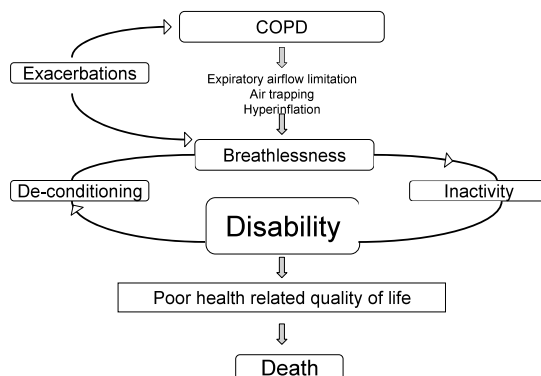 COPD
Exacerbations
Expiratory airflow limitation
Air trapping
Hyperinflation
Breathlessness
De-conditioning
Inactivity
Disability
Poor health related quality of life
Death